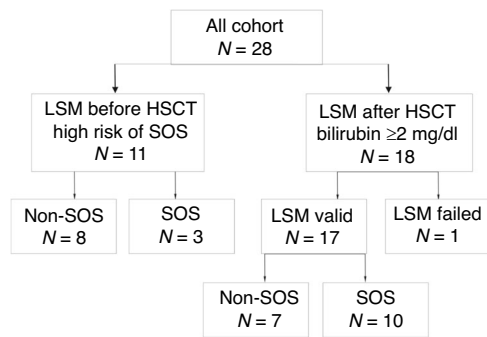 All cohort
N = 28
LSM before HSCT
high risk of SOS
N = 11
LSM after HSCT
bilirubin ≥2 mg/dl
N = 18
Non-SOS
N = 8
SOS
N = 3
LSM valid
N = 17
LSM failed
N = 1
Non-SOS
N = 7
SOS
N = 10